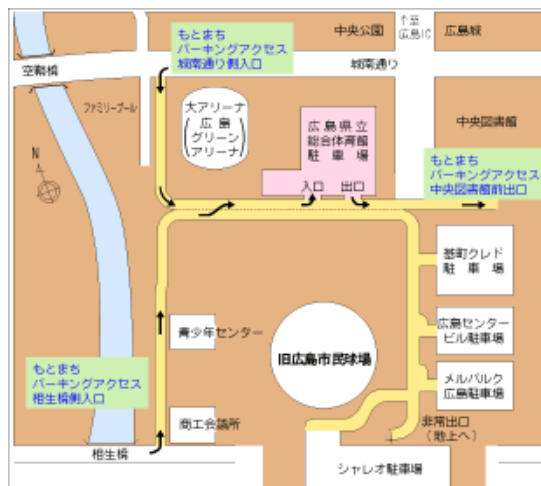 もとまち
パーキングアクセス
城南通り側入口
中央公園
至
広島IC
広島城
空鞘橋
城南通り
ファミリープール
大アリーナ
広島
グリーン
アリーナ
広島県立
総合体育館
駐車場
中央図書館
N
入口
出口
もとまち
パーキングアクセス
中央図書館前出口
基町クレド
駐車場
青少年センター
広島センター
ビル駐車場
旧広島市民球場
もとまち
パーキングアクセス
相生橋側入口
メルパルク
広島駐車場
商工会議所
非常出口
(地上へ)
相生橋
シャレオ駐車場